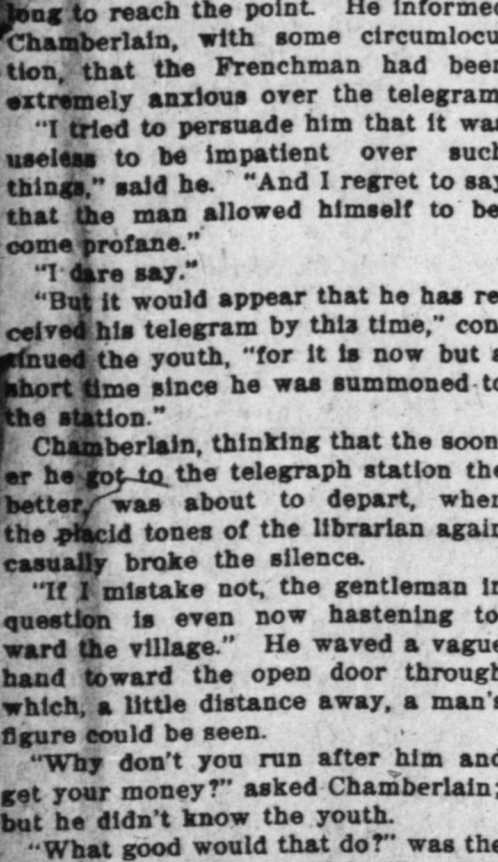 long to reach the point. He informed
Chamberlain, with some circumlocu
tion, that the Frenchman had been
extremely anxious over the telegram
"I tried to persuade him that it was
useless to be impatient over such
things," said he. "And I regret to say
that the man allowed himself to be
come profane."
"I dare say."
"But it would appear that he has re
ceived his telegram by this time," con
tinued the youth, "for it is now but a
short time since he was summoned to
the station."
Chamberlain, thinking that the soon
er he got to the telegraph station the
better, was about to depart, when
the placid tones of the librarian again
casually broke the silence.
"If I mistake not, the gentleman in
question is even now hastening to
ward the village." He waved a vague
hand toward the open door through
which, a little distance away, a man's
figure could be seen.
"Why don't you run after him and
get your money?" asked Chamberlain;
but he didn't know the youth.
"What good would that do?" was the